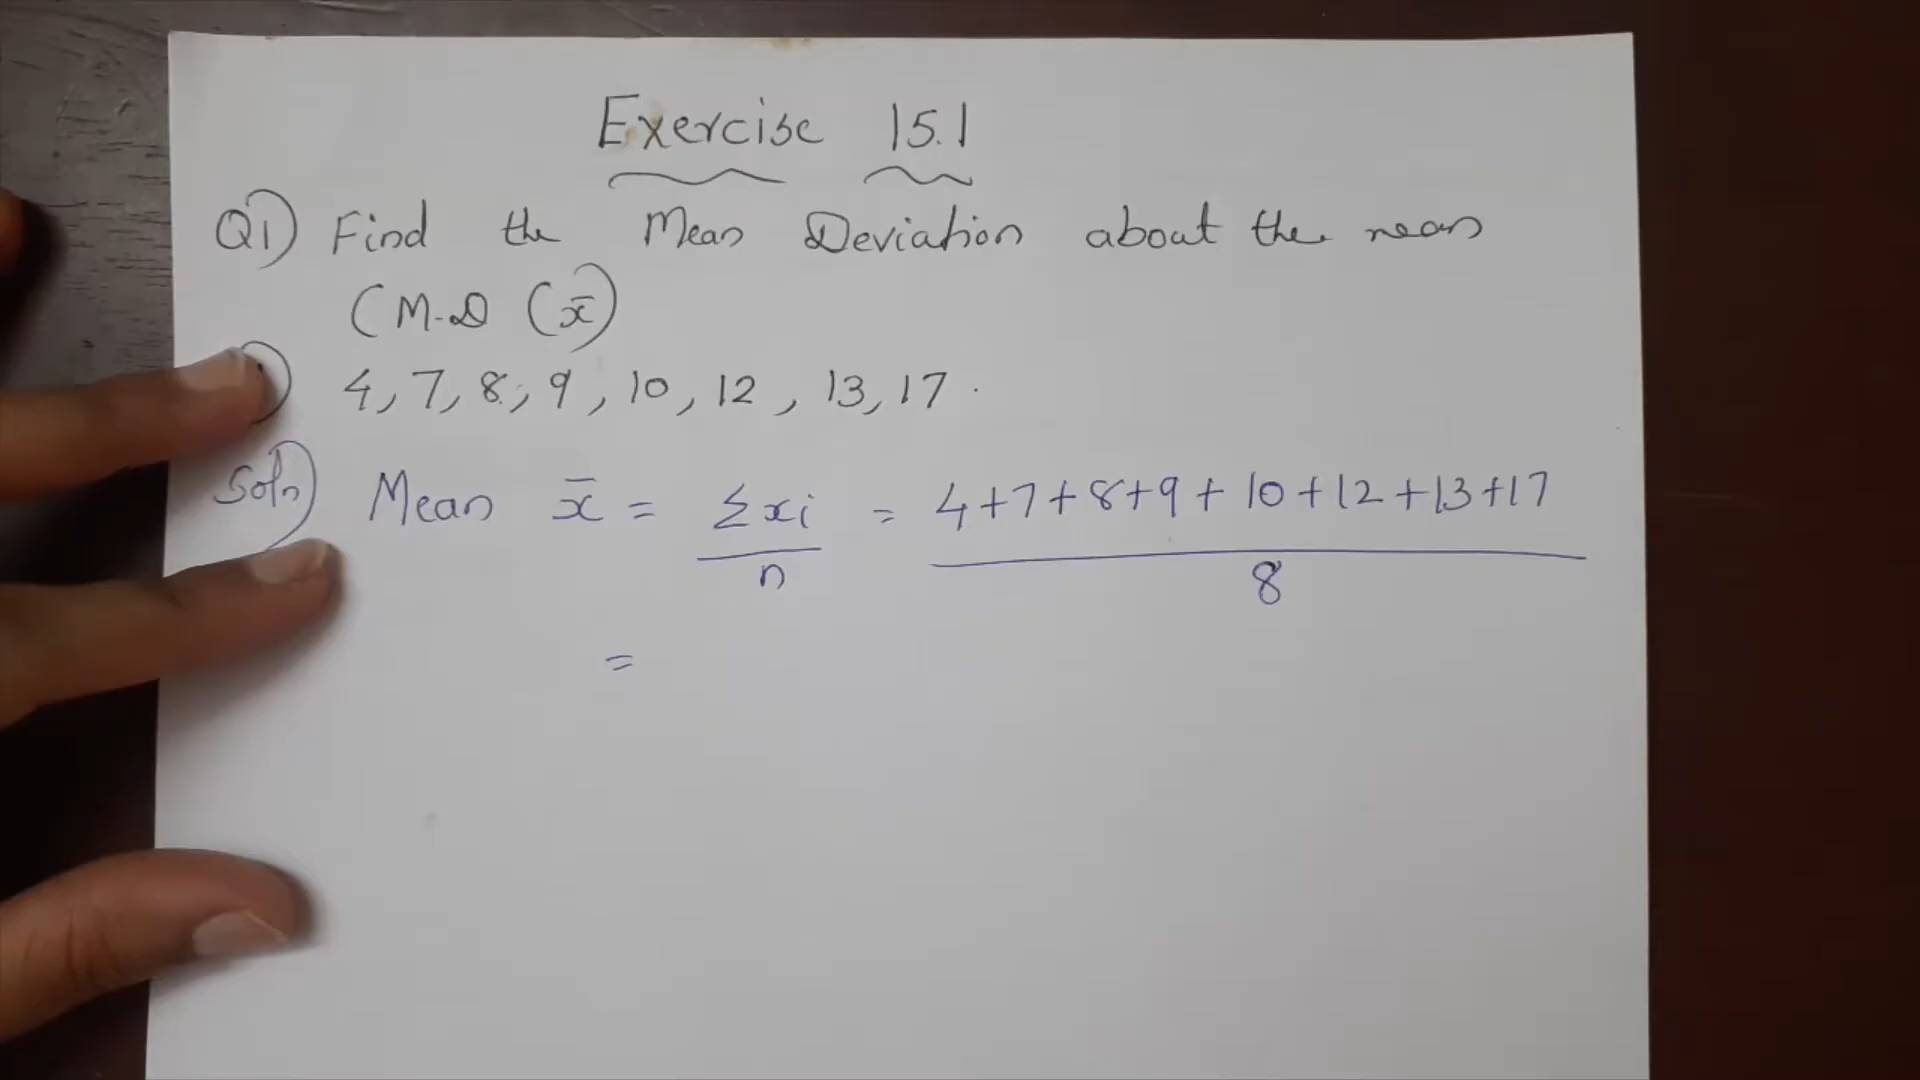 Exercise 15.1
Q1) Find the Mean Deviation about the mean
(M.D (x̄)
4, 7, 8, 9, 10, 12, 13, 17.
Soln) Mean x̄ = Σxi = 4+7+8+9+10+12+13+17
n 8
=